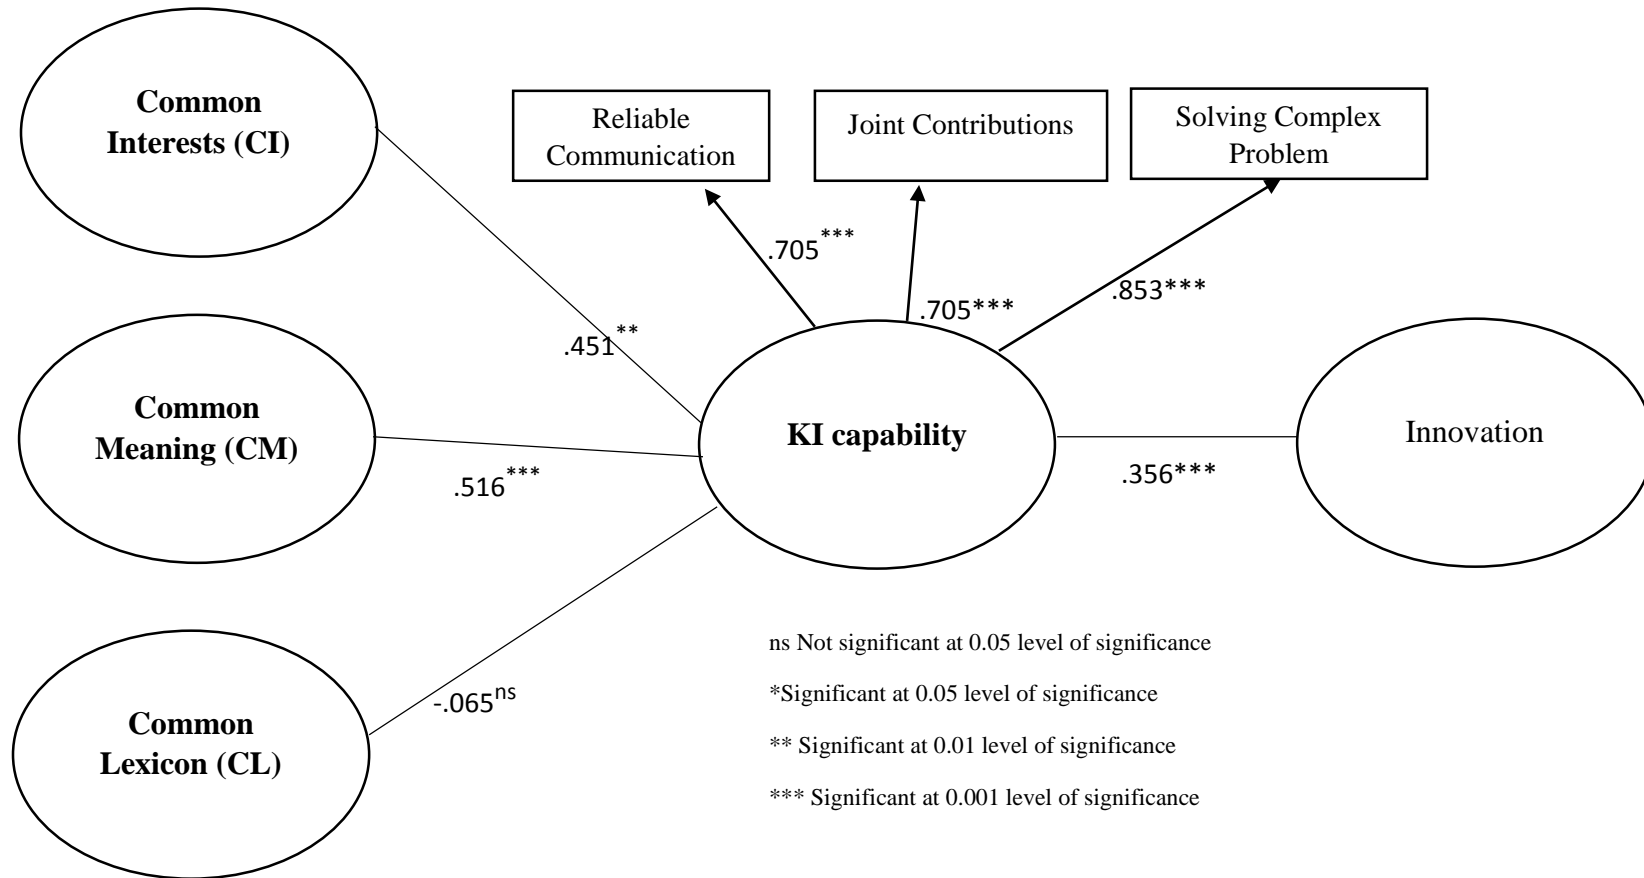 Common
Interests (CI)
Reliable
Communication
Joint Contributions
Solving Complex
Problem
.705***
.705***
.853***
.451**
Common
Meaning (CM)
.516***
KI capability
.356***
Innovation
Common
Lexicon (CL)
-.065ns
ns Not significant at 0.05 level of significance
*Significant at 0.05 level of significance
** Significant at 0.01 level of significance
*** Significant at 0.001 level of significance